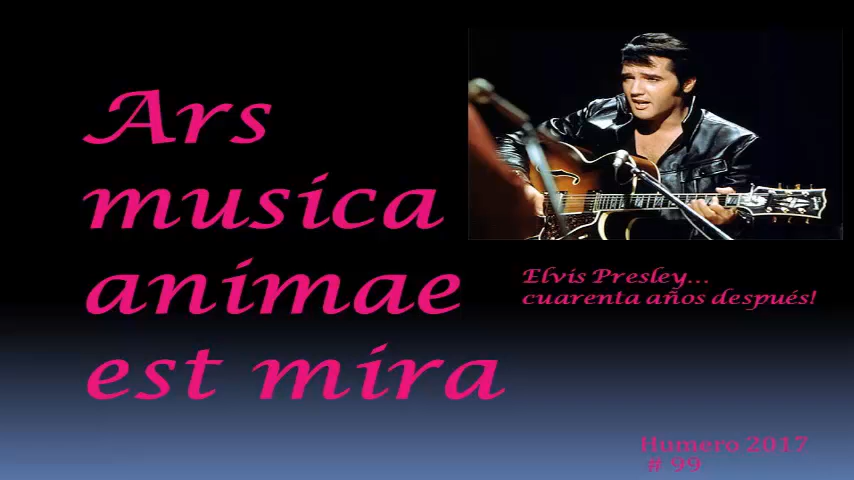 Ars
musica
animae
est mira
Elvis Presley...
cuarenta años después!
Humero 2017
# 99